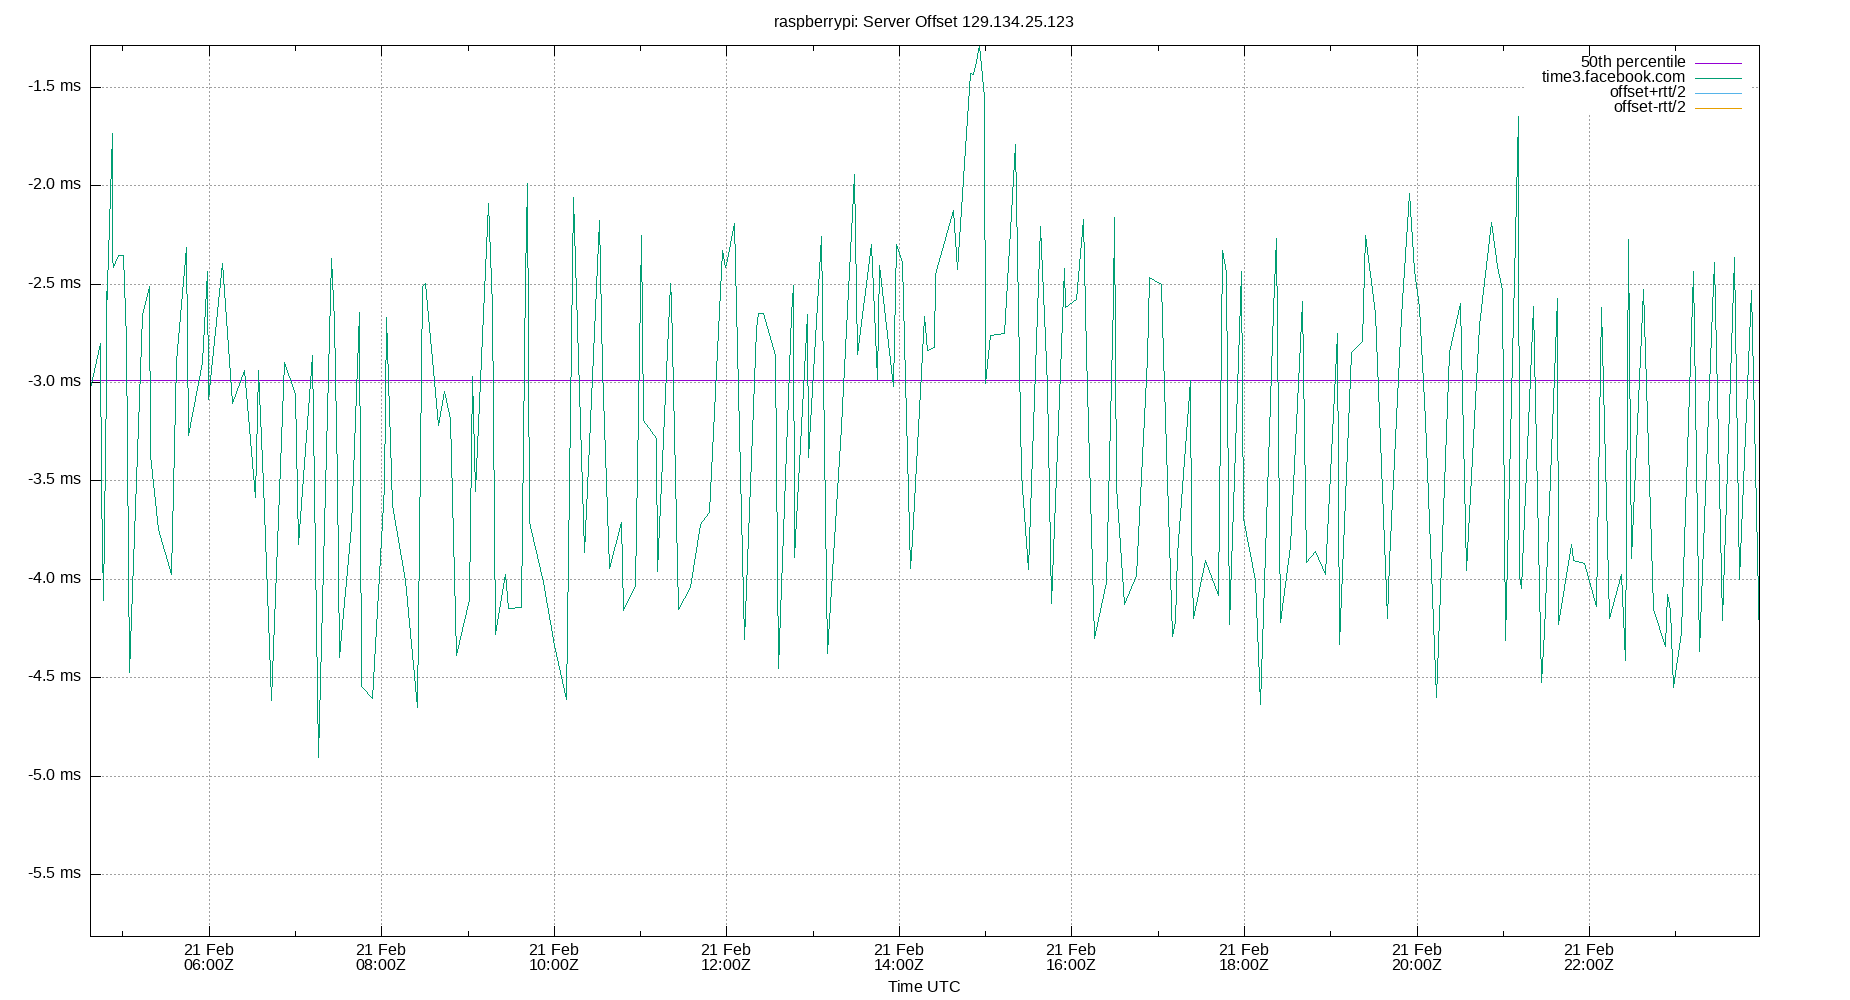 raspberrypi: Server Offset 129.134.25.123
50th percentile
time3.facebook.com
offset+rtt/2
offset-rtt/2
-1.5 ms
-2.0 ms
-2.5 ms
-3.0 ms
-3.5 ms
-4.0 ms
-4.5 ms
-5.0 ms
-5.5 ms
21 Feb 21 Feb 21 Feb 21 Feb 21 Feb 21 Feb 21 Feb 21 Feb 21 Feb
06:00Z 08:00Z 10:00Z 12:00Z 14:00Z 16:00Z 18:00Z 20:00Z 22:00Z
Time UTC